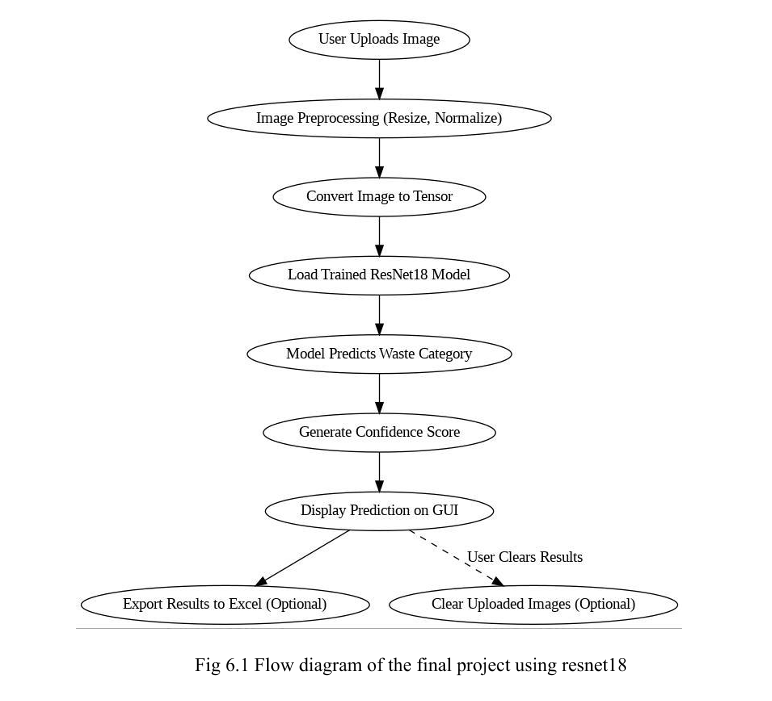 User Uploads Image
Image Preprocessing (Resize, Normalize)
Convert Image to Tensor
Load Trained ResNet18 Model
Model Predicts Waste Category
Generate Confidence Score
Display Prediction on GUI
User Clears Results
Export Results to Excel (Optional)
Clear Uploaded Images (Optional)
Fig 6.1 Flow diagram of the final project using resnet18